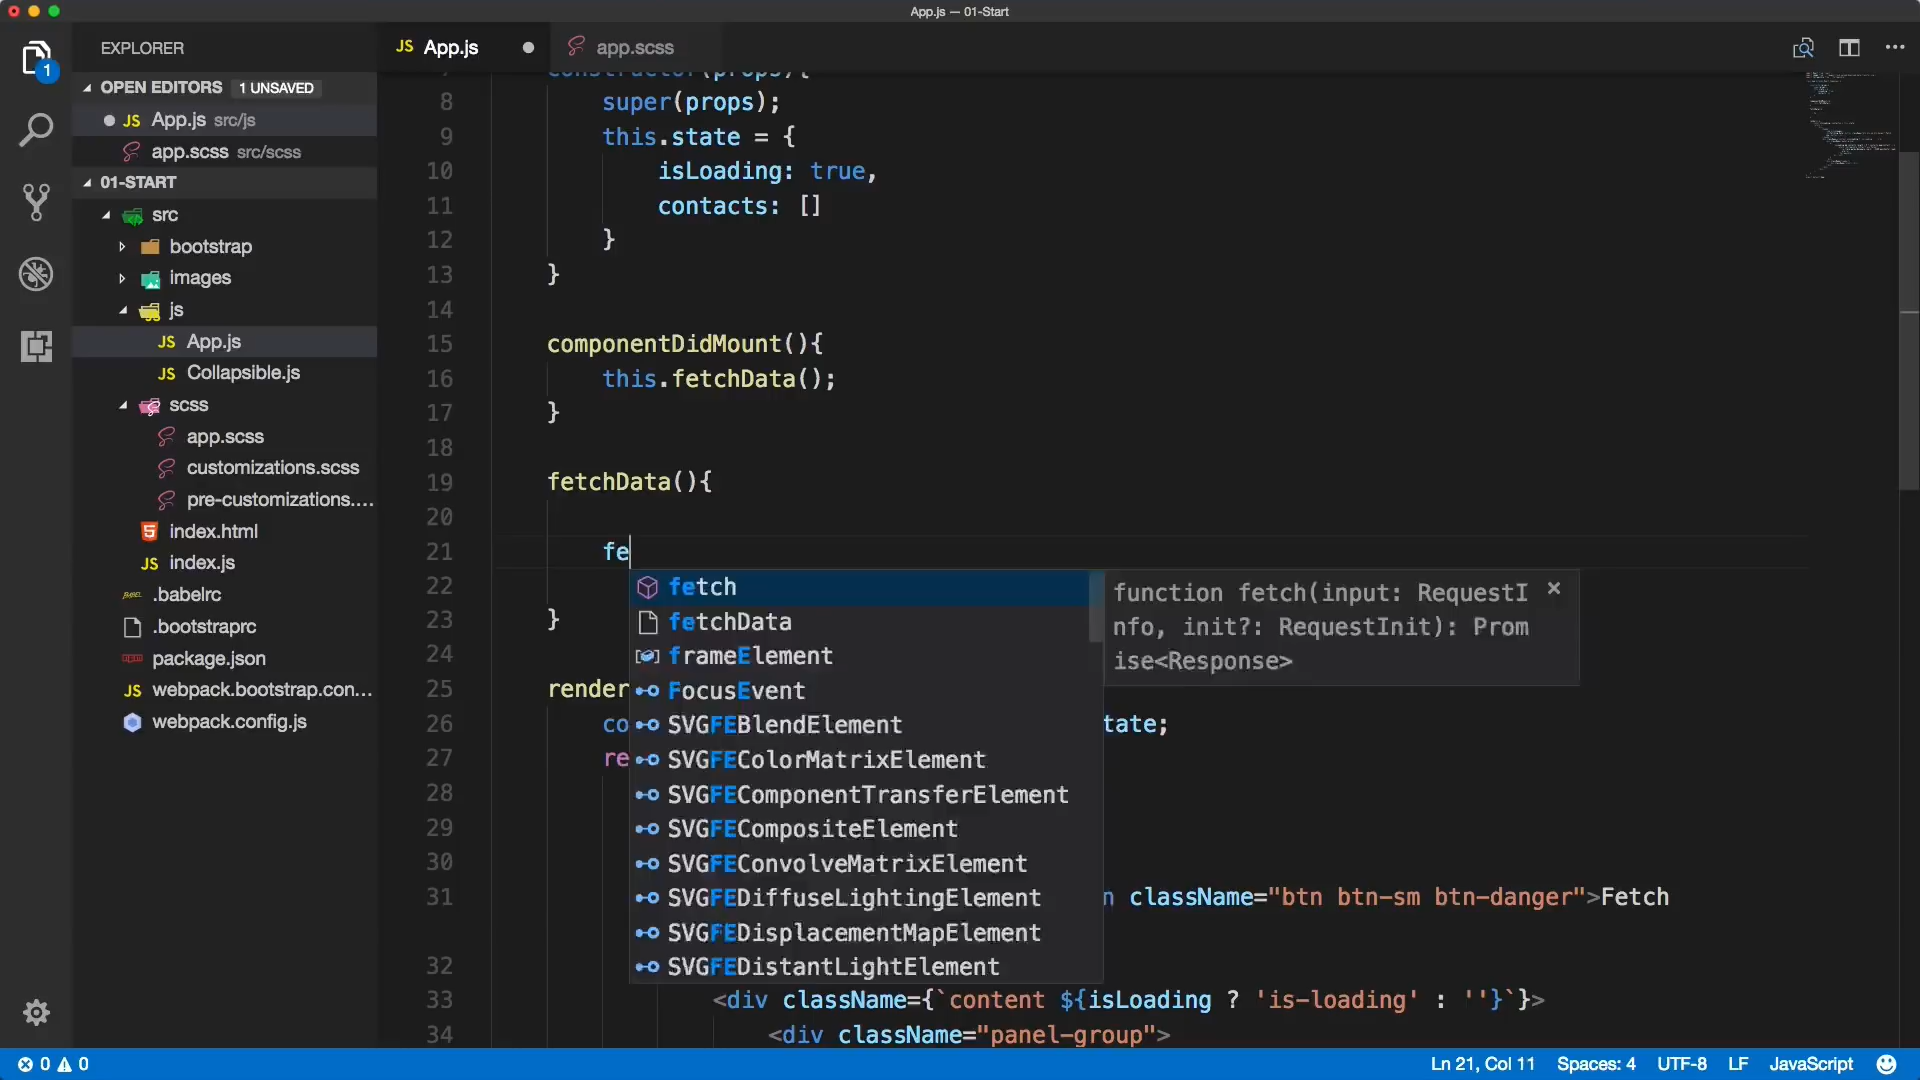 App.js — 01-Start
1
EXPLORER
OPEN EDITORS 1 UNSAVED
JS App.js src/js
app.scss src/scss
01-START
src
bootstrap
images
js
JS App.js
JS Collapsible.js
scss
app.scss
customizations.scss
pre-customizations....
index.html
JS index.js
.babelrc
.bootstraprc
package.json
JS webpack.bootstrap.con...
webpack.config.js
JS App.js
app.scss
constructor(props){
8 super(props);
9 this.state = {
10 isLoading: true,
11 contacts: []
12 }
13 }
14
15 componentDidMount(){
16 this.fetchData();
17 }
18
19 fetchData(){
20
21 fe
22
23 }
24
25 render
26 co tate;
27 re
28
29
30
31 n className="btn btn-sm btn-danger">Fetch
32
33 <div className={`content ${isLoading ? 'is-loading' : ''}`}>
34 <div className="panel-group">
fetch
fetchData
frameElement
FocusEvent
SVGFEBlendElement
SVGFEColorMatrixElement
SVGFEComponentTransferElement
SVGFECompositeElement
SVGFEConvolveMatrixElement
SVGFEDiffuseLightingElement
SVGFEDisplacementMapElement
SVGFEDistantLightElement
function fetch(input: RequestI
nfo, init?: RequestInit): Prom
ise<Response>
0 0
Ln 21, Col 11 Spaces: 4 UTF-8 LF JavaScript